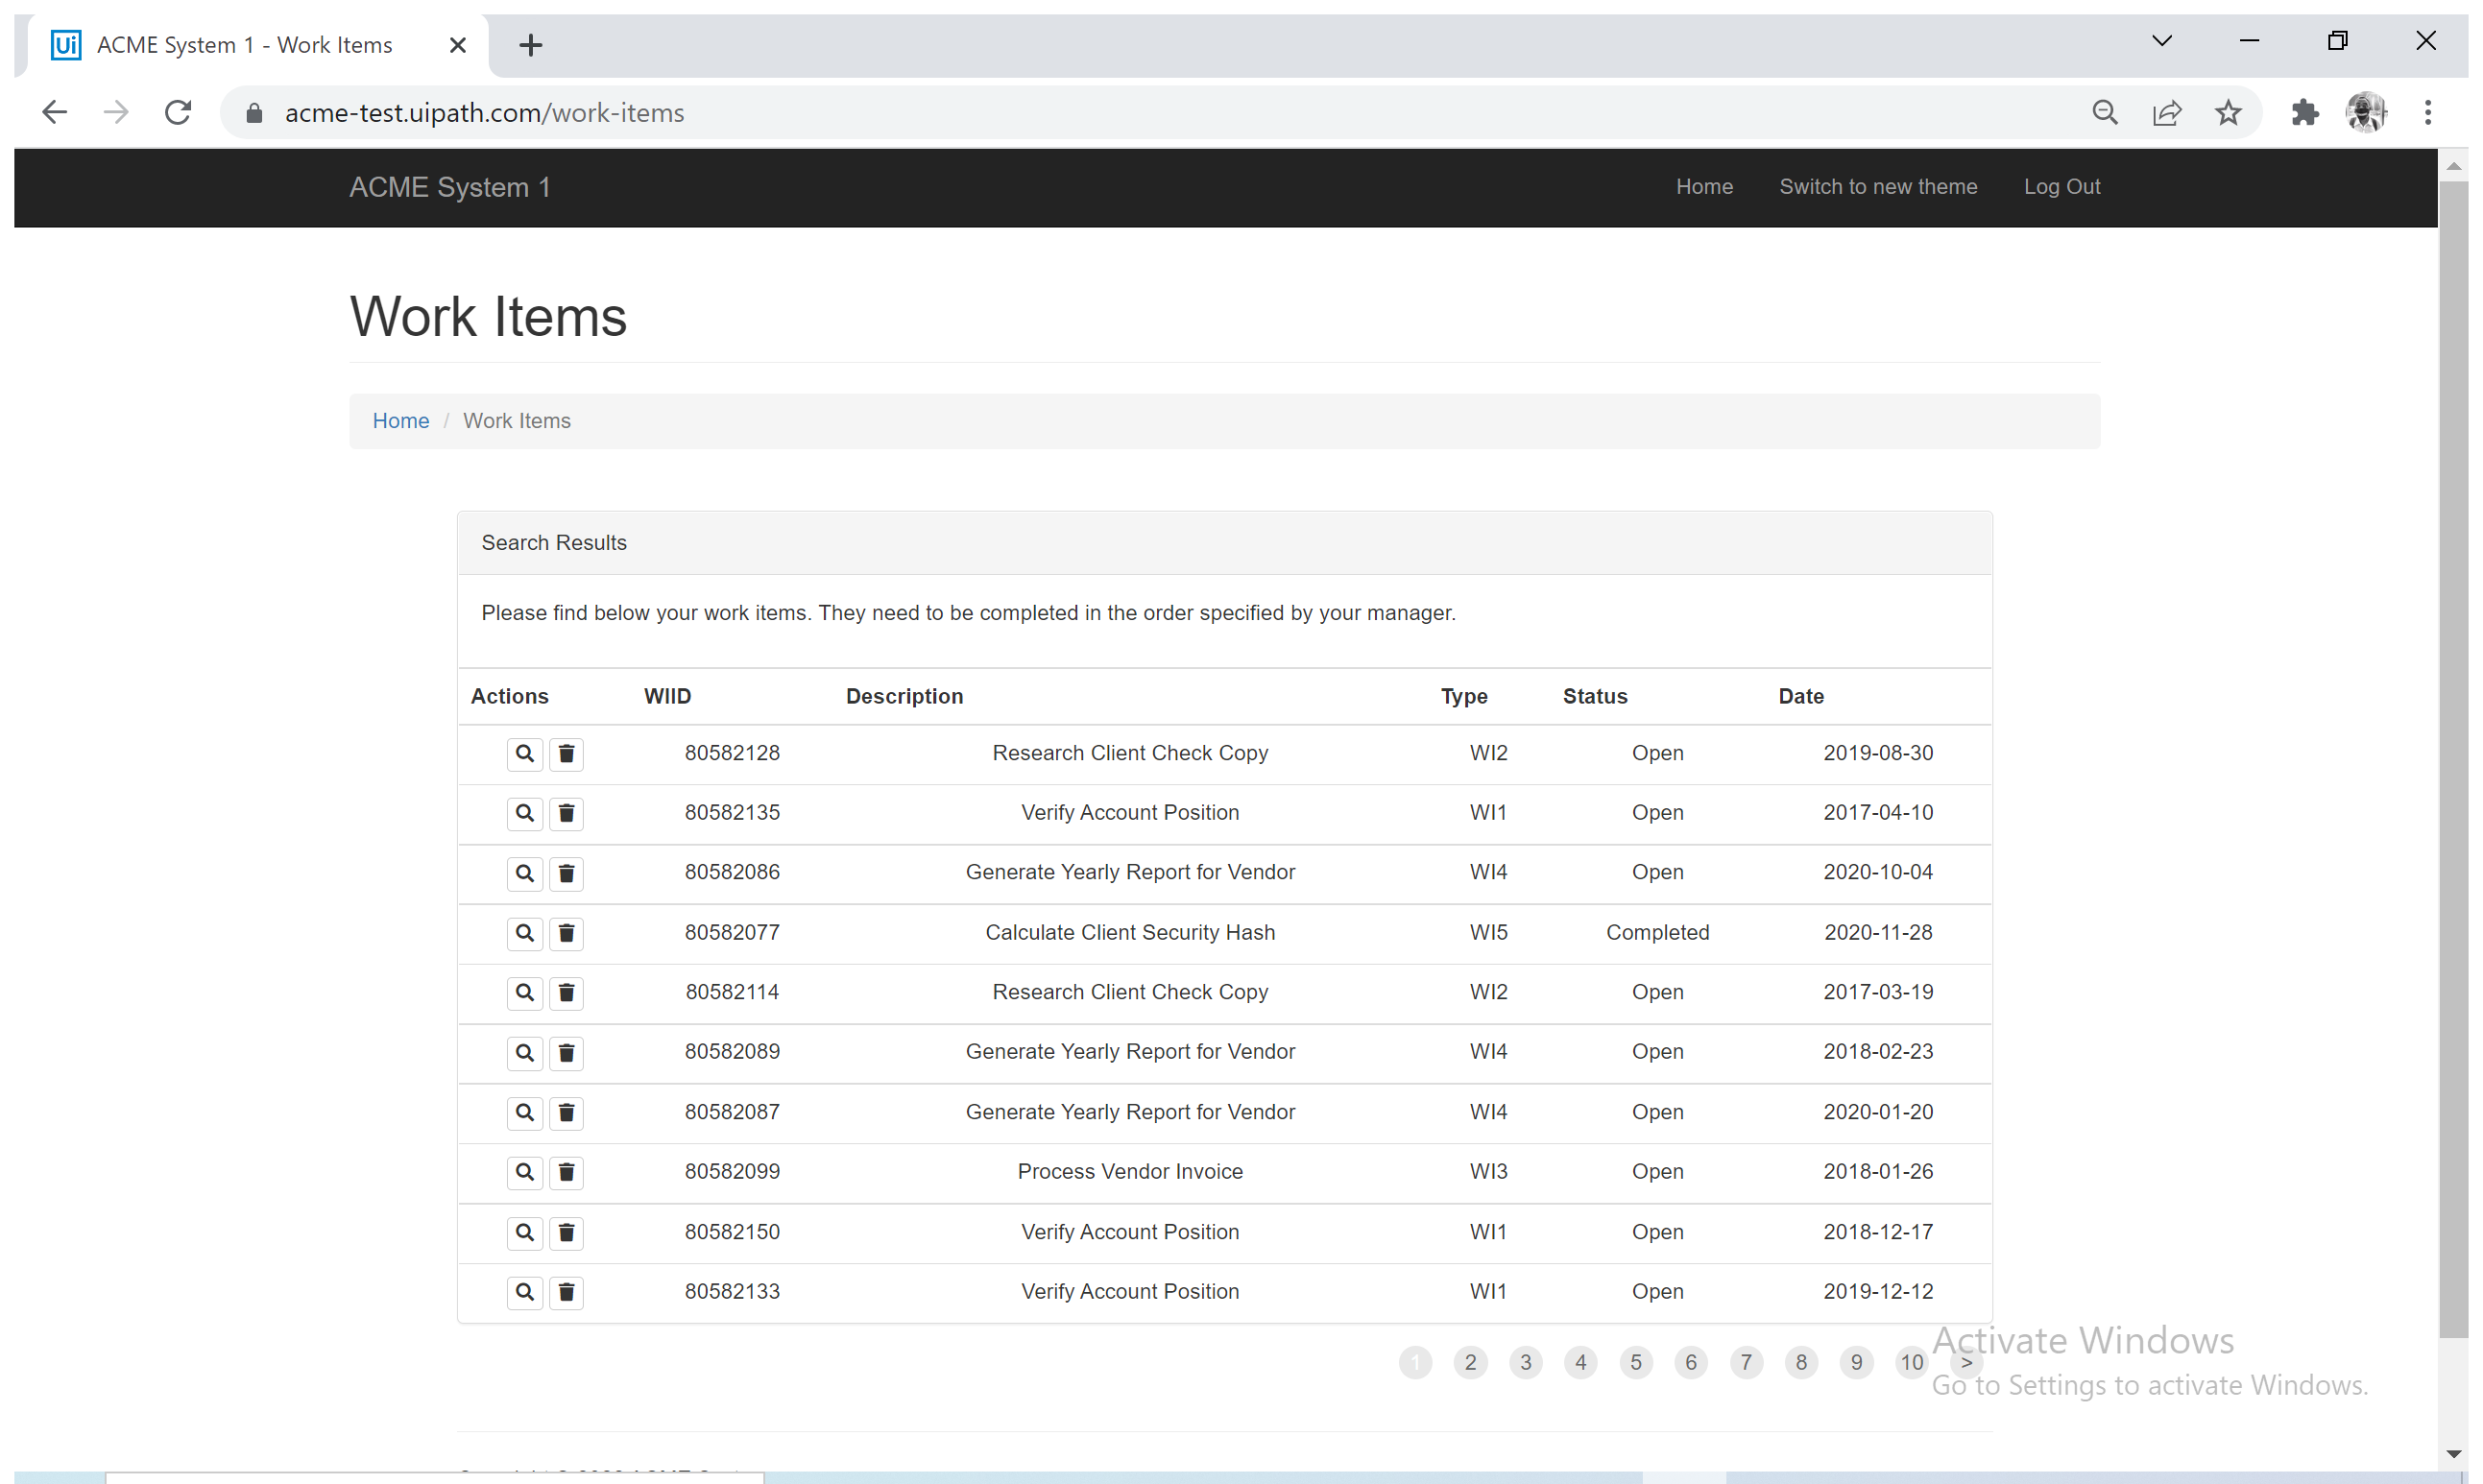 Ui ACME System 1 - Work Items
acme-test.uipath.com/work-items
ACME System 1 Home Switch to new theme Log Out
Work Items
Home / Work Items
Search Results
Please find below your work items. They need to be completed in the order specified by your manager.
Actions WIID Description Type Status Date
80582128 Research Client Check Copy WI2 Open 2019-08-30
80582135 Verify Account Position WI1 Open 2017-04-10
80582086 Generate Yearly Report for Vendor WI4 Open 2020-10-04
80582077 Calculate Client Security Hash WI5 Completed 2020-11-28
80582114 Research Client Check Copy WI2 Open 2017-03-19
80582089 Generate Yearly Report for Vendor WI4 Open 2018-02-23
80582087 Generate Yearly Report for Vendor WI4 Open 2020-01-20
80582099 Process Vendor Invoice WI3 Open 2018-01-26
80582150 Verify Account Position WI1 Open 2018-12-17
80582133 Verify Account Position WI1 Open 2019-12-12
1 2 3 4 5 6 7 8 9 10 >
Activate Windows
Go to Settings to activate Windows.